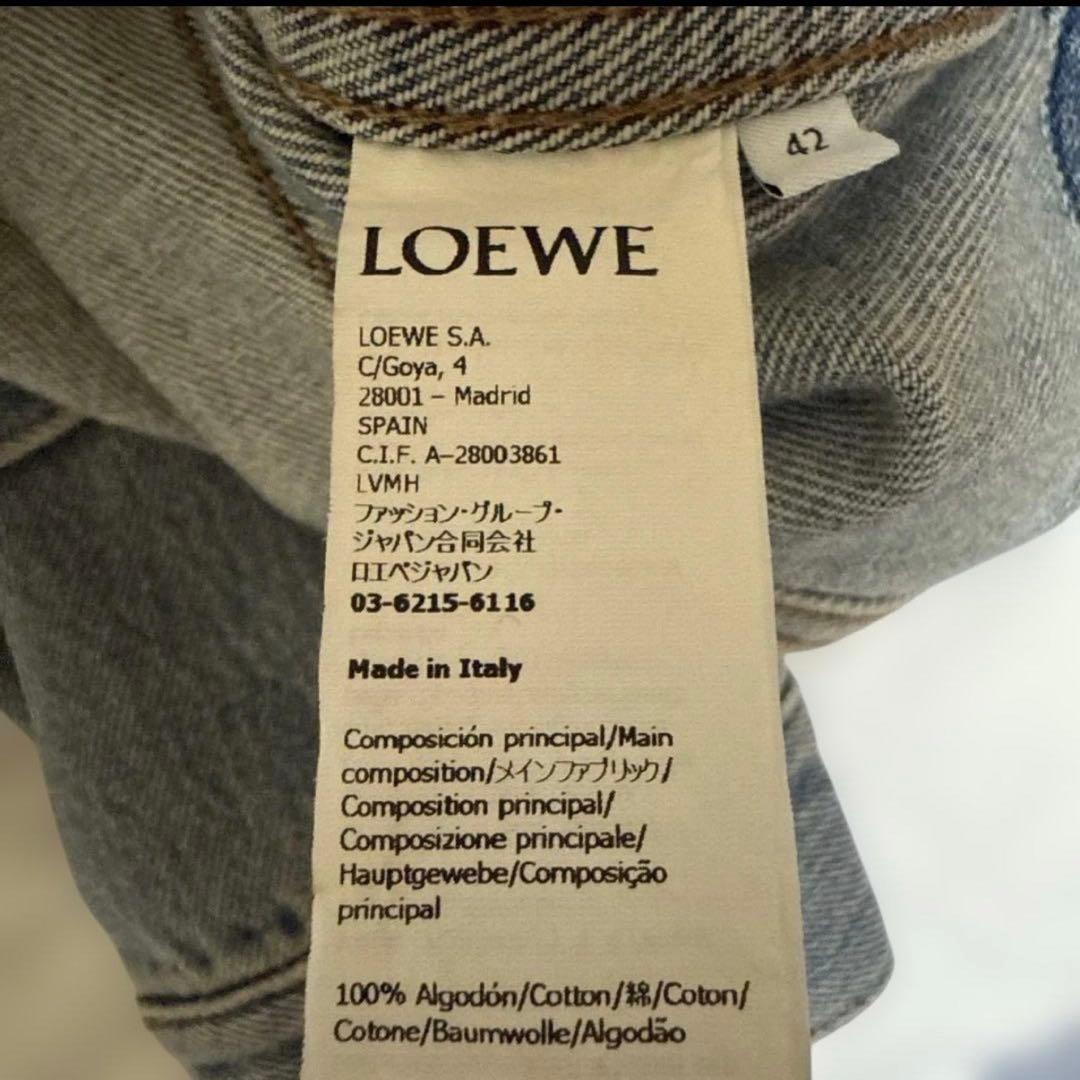 42
LOEWE
LOEWE S.A.
C/Goya, 4
28001 – Madrid
SPAIN
C.I.F. A–28003861
LVMH
ファッション・グループ・
ジャパン合同会社
ロエベジャパン
03-6215-6116
Made in Italy
Composición principal/Main
composition/メインファブリック/
Composition principal/
Composizione principale/
Hauptgewebe/Composição
principal
100% Algodón/Cotton/綿/Coton/
Cotone/Baumwolle/Algodão